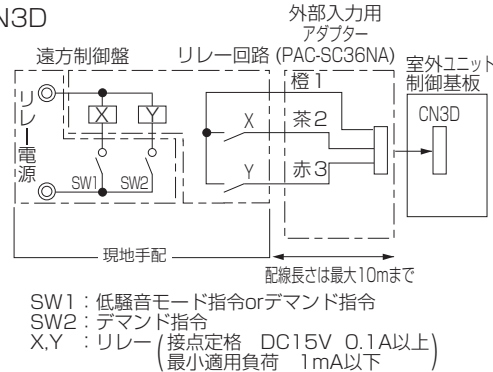 CN3D
外部入力用
アダプター
遠方制御盤
リレー回路
(PAC-SC36NA)
室外ユニット
制御基板
リレー電源
X
Y
SW1
SW2
X
Y
橙1
茶2
赤3
CN3D
現地手配
配線長さは最大10mまで
SW1：低騒音モード指令orデマンド指令
SW2：デマンド指令
X,Y ：リレー(接点定格 DC15V 0.1A以上
最小適用負荷 1mA以下)